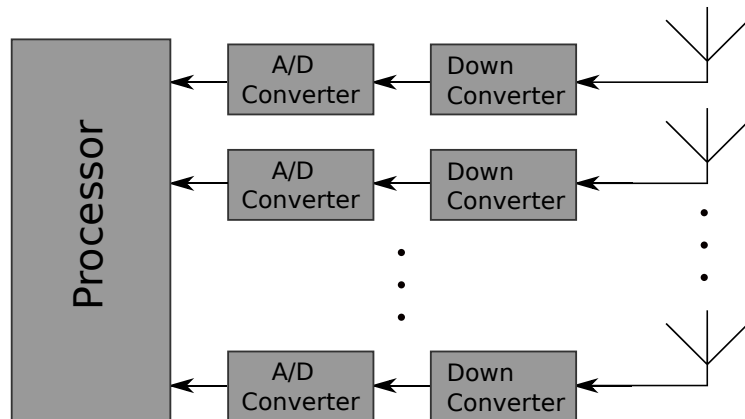 Processor
A/D
Converter
Down
Converter
A/D
Converter
Down
Converter
A/D
Converter
Down
Converter